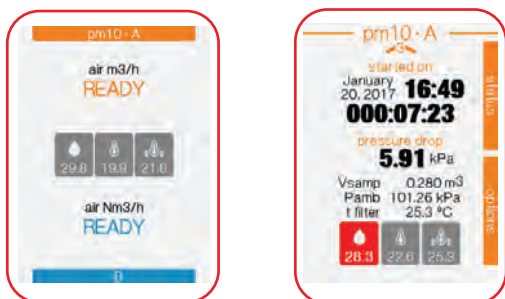 pm10 · A
air m3/h
READY
29.8 19.9 21.6
air Nm3/h
READY
B
pm10 · A
3
started on
January
20, 2017 16:49
000:07:23
pressure drop
5.91 kPa
Vsamp 0.280 m3
Pamb 101.26 kPa
t filter 25.3 ºC
28.3 22.6 25.3
status
options